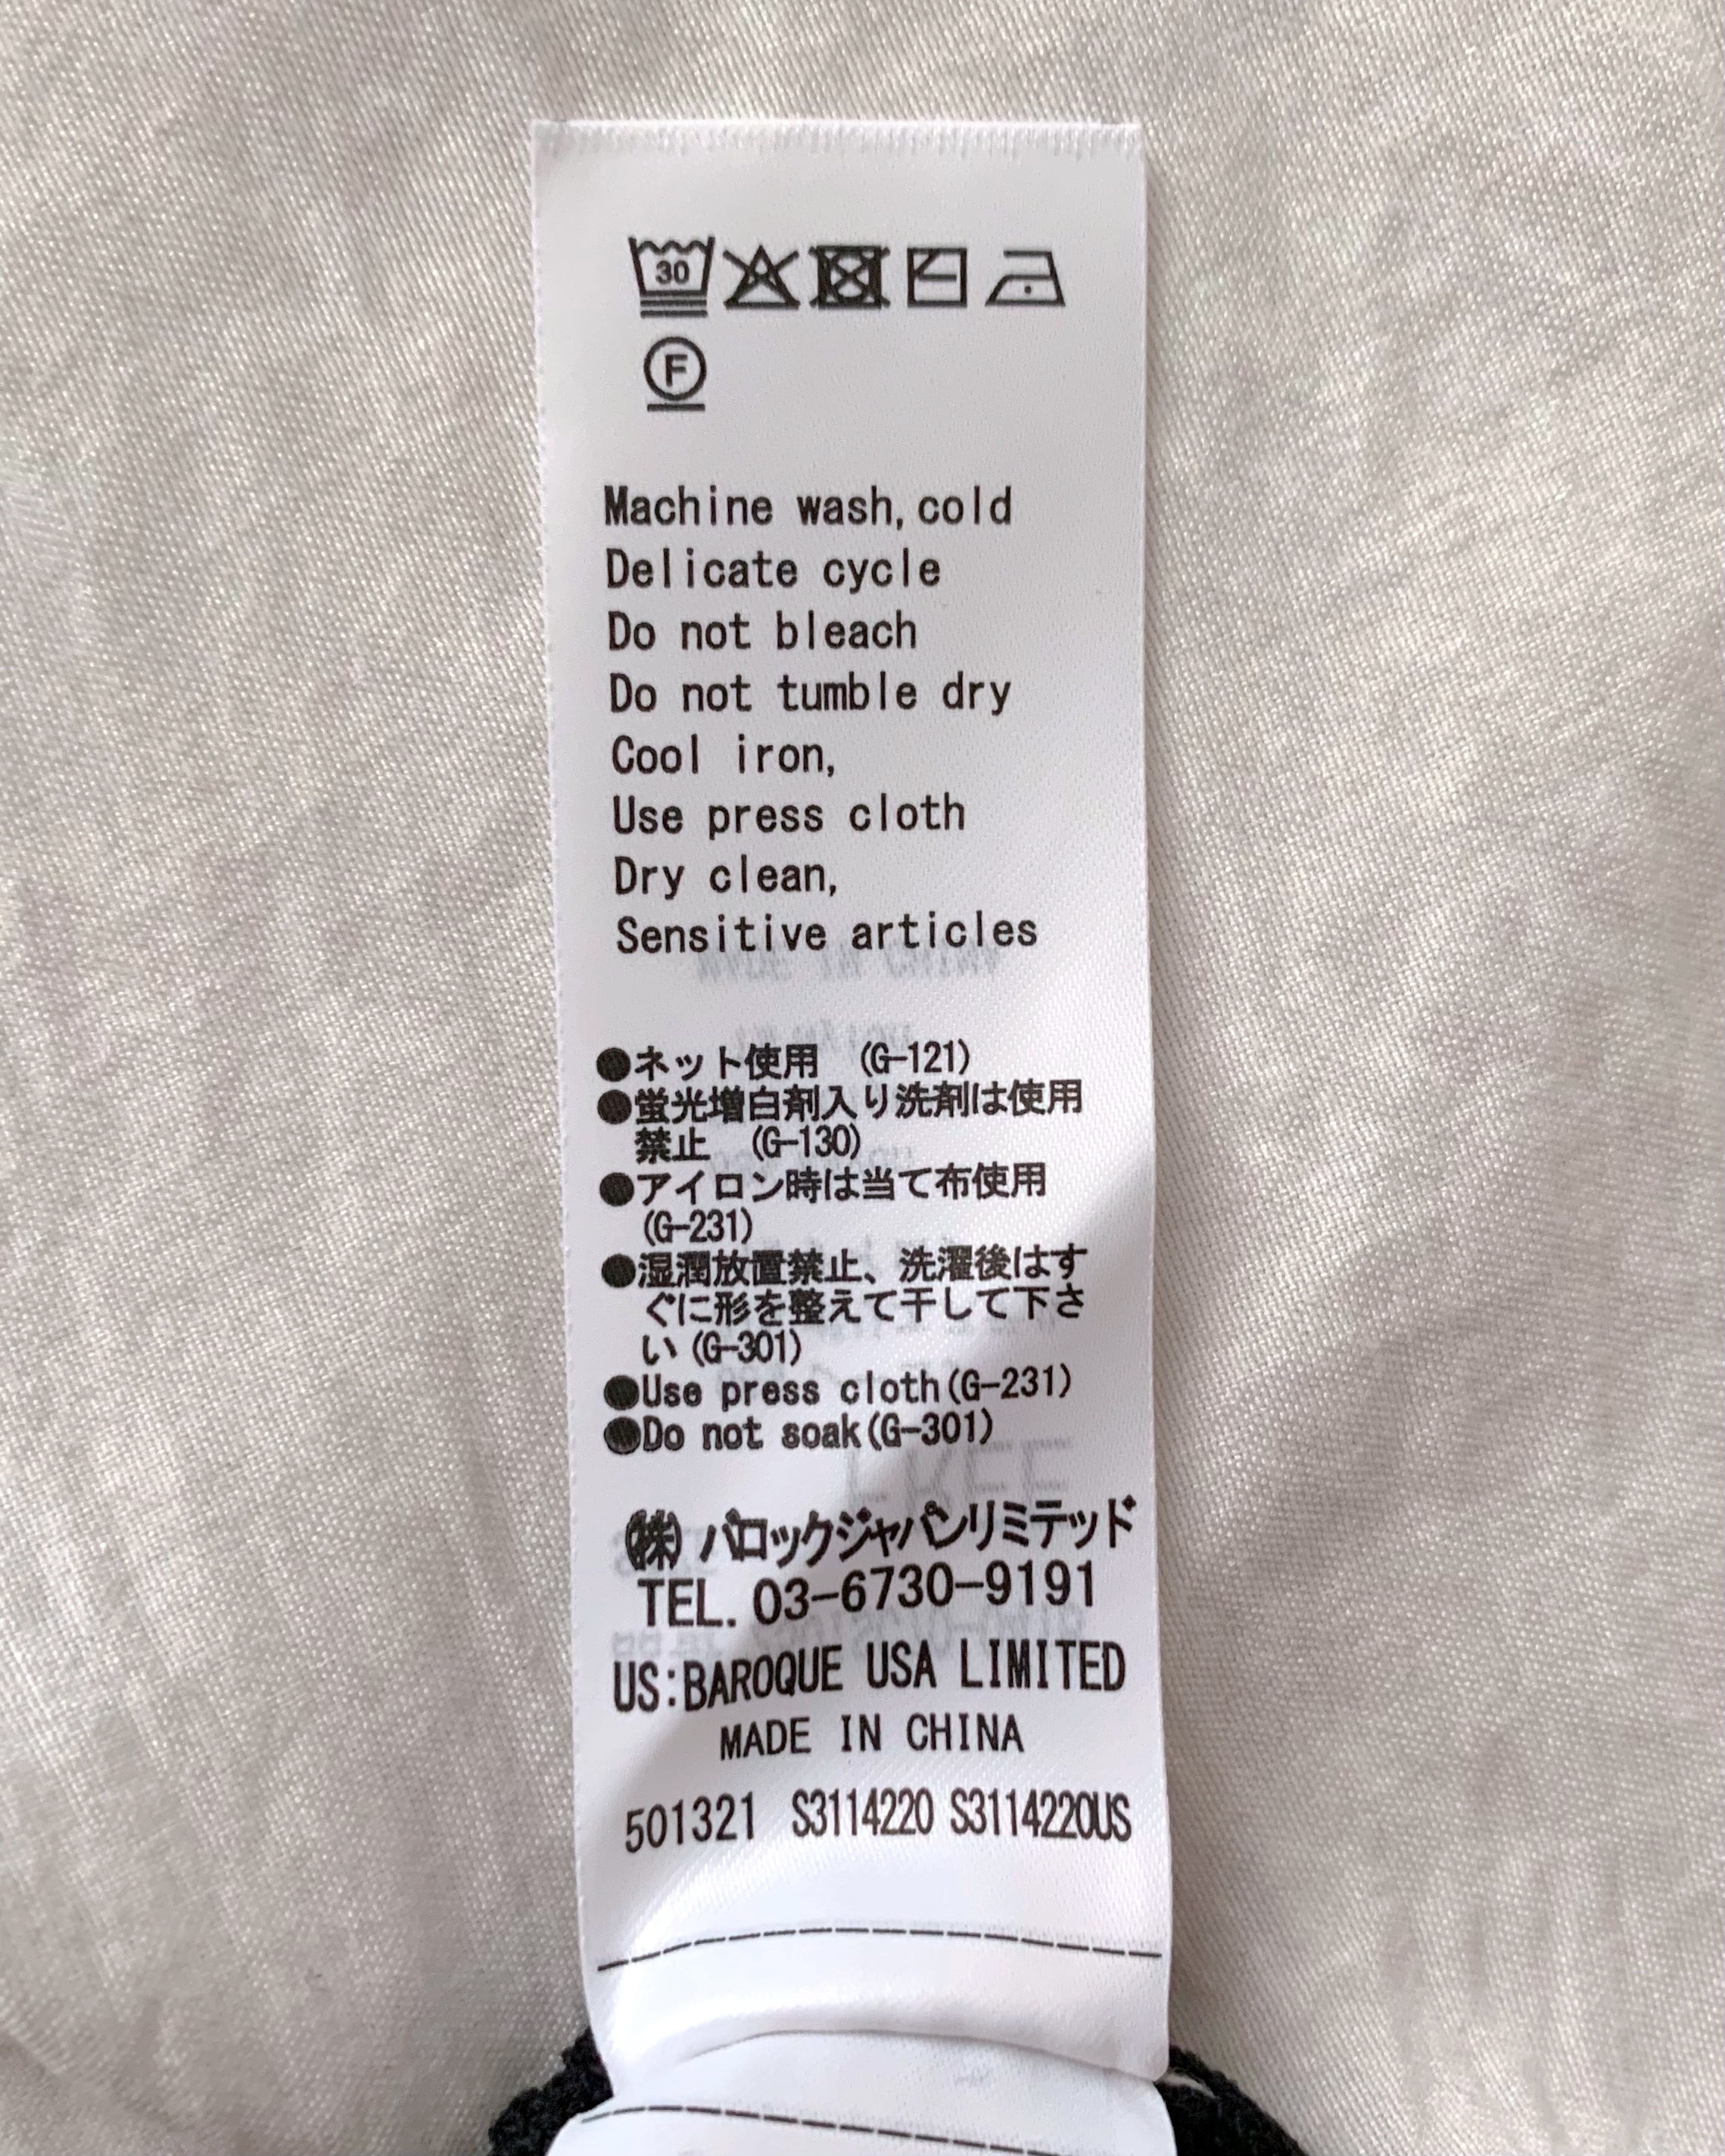 30
F
Machine wash,cold
Delicate cycle
Do not bleach
Do not tumble dry
Cool iron,
Use press cloth
Dry clean,
Sensitive articles
●ネット使用 (G-121)
●蛍光増白剤入り洗剤は使用
禁止 (G-130)
●アイロン時は当て布使用
(G-231)
●湿潤放置禁止、洗濯後はす
ぐに形を整えて干して下さ
い(G-301)
●Use press cloth(G-231)
●Do not soak(G-301)
(株) バロックジャパンリミテッド
TEL. 03-6730-9191
US:BAROQUE USA LIMITED
MADE IN CHINA
501321 S3114220 S3114220US